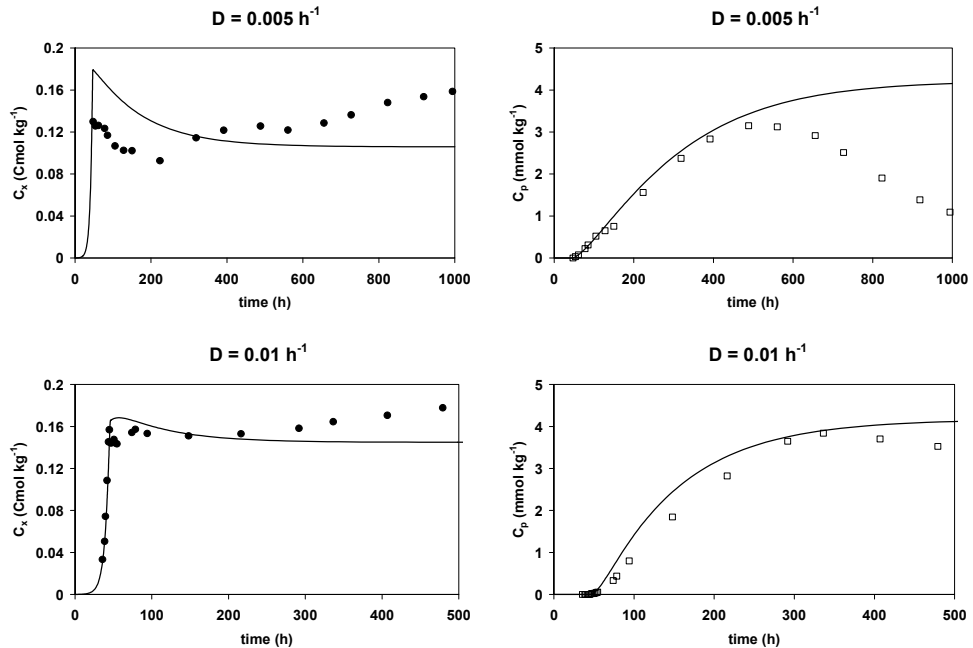 D = 0.005 h⁻¹
0.2
0.16
0.12
0.08
0.04
0
Cₓ (Cmol kg⁻¹)
0 200 400 600 800 1000
time (h)
D = 0.005 h⁻¹
5
4
3
2
1
0
Cₚ (mmol kg⁻¹)
0 200 400 600 800 1000
time (h)
D = 0.01 h⁻¹
0.2
0.16
0.12
0.08
0.04
0
Cₓ (Cmol kg⁻¹)
0 100 200 300 400 500
time (h)
D = 0.01 h⁻¹
5
4
3
2
1
0
Cₚ (mmol kg⁻¹)
0 100 200 300 400 500
time (h)